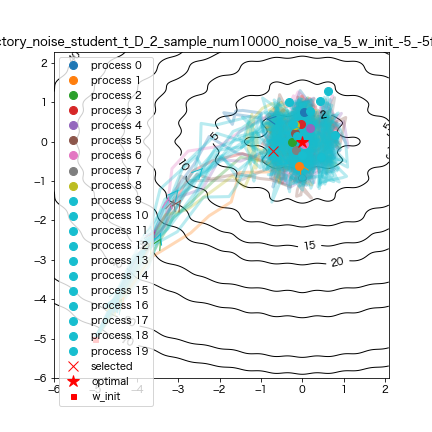 ctory_noise_student_t_D_2_sample_num10000_noise_va_5_w_init_-5_-5
process 0
process 1
process 2
process 3
process 4
process 5
process 6
process 7
process 8
process 9
process 10
process 11
process 12
process 13
process 14
process 15
process 16
process 17
process 18
process 19
selected
optimal
w_init
2
1
0
−1
−2
−3
−4
−5
−6
−6
−4
−3
−2
−1
0
1
2
2
5
10
15
20